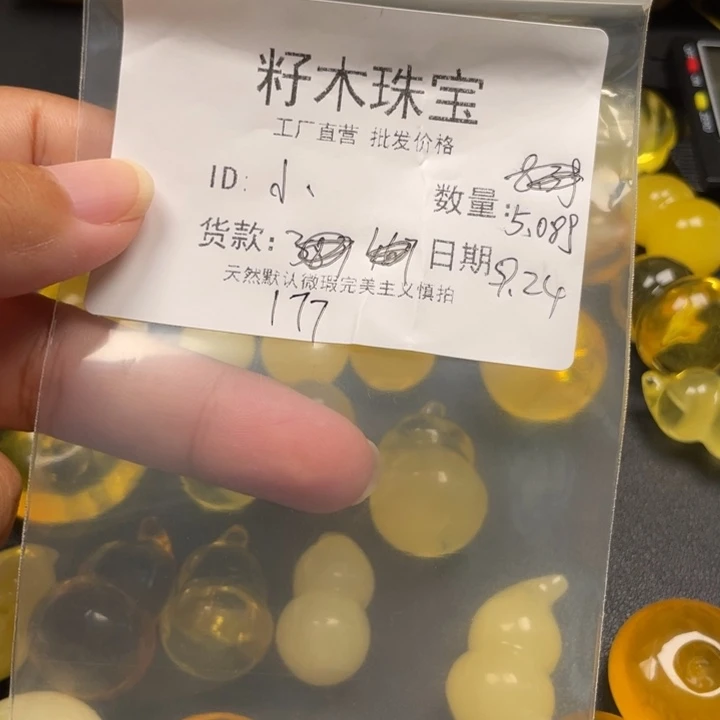 籽木珠宝
工厂直营 批发价格
ID: 小、
数量: 5.089
货款: 日期 9.24
天然默认微瑕完美主义慎拍
177